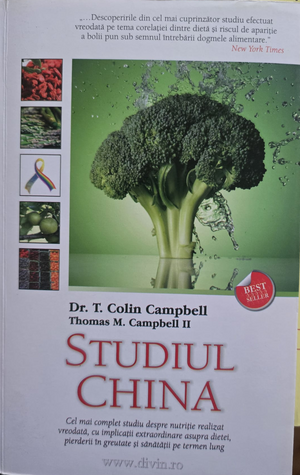 „...Descoperirile din cel mai cuprinzător studiu efectuat
vreodată pe tema corelației dintre dietă și riscul de apariție
a bolii pun sub semnul întrebării dogmele alimentare."
New York Times
Dr. T. Colin Campbell
Thomas M. Campbell II
BEST
SELLER
STUDIUL
CHINA
Cel mai complet studiu despre nutriție realizat
vreodată, cu implicații extraordinare asupra dietei,
pierderii în greutate și sănătății pe termen lung
www.divin.ro